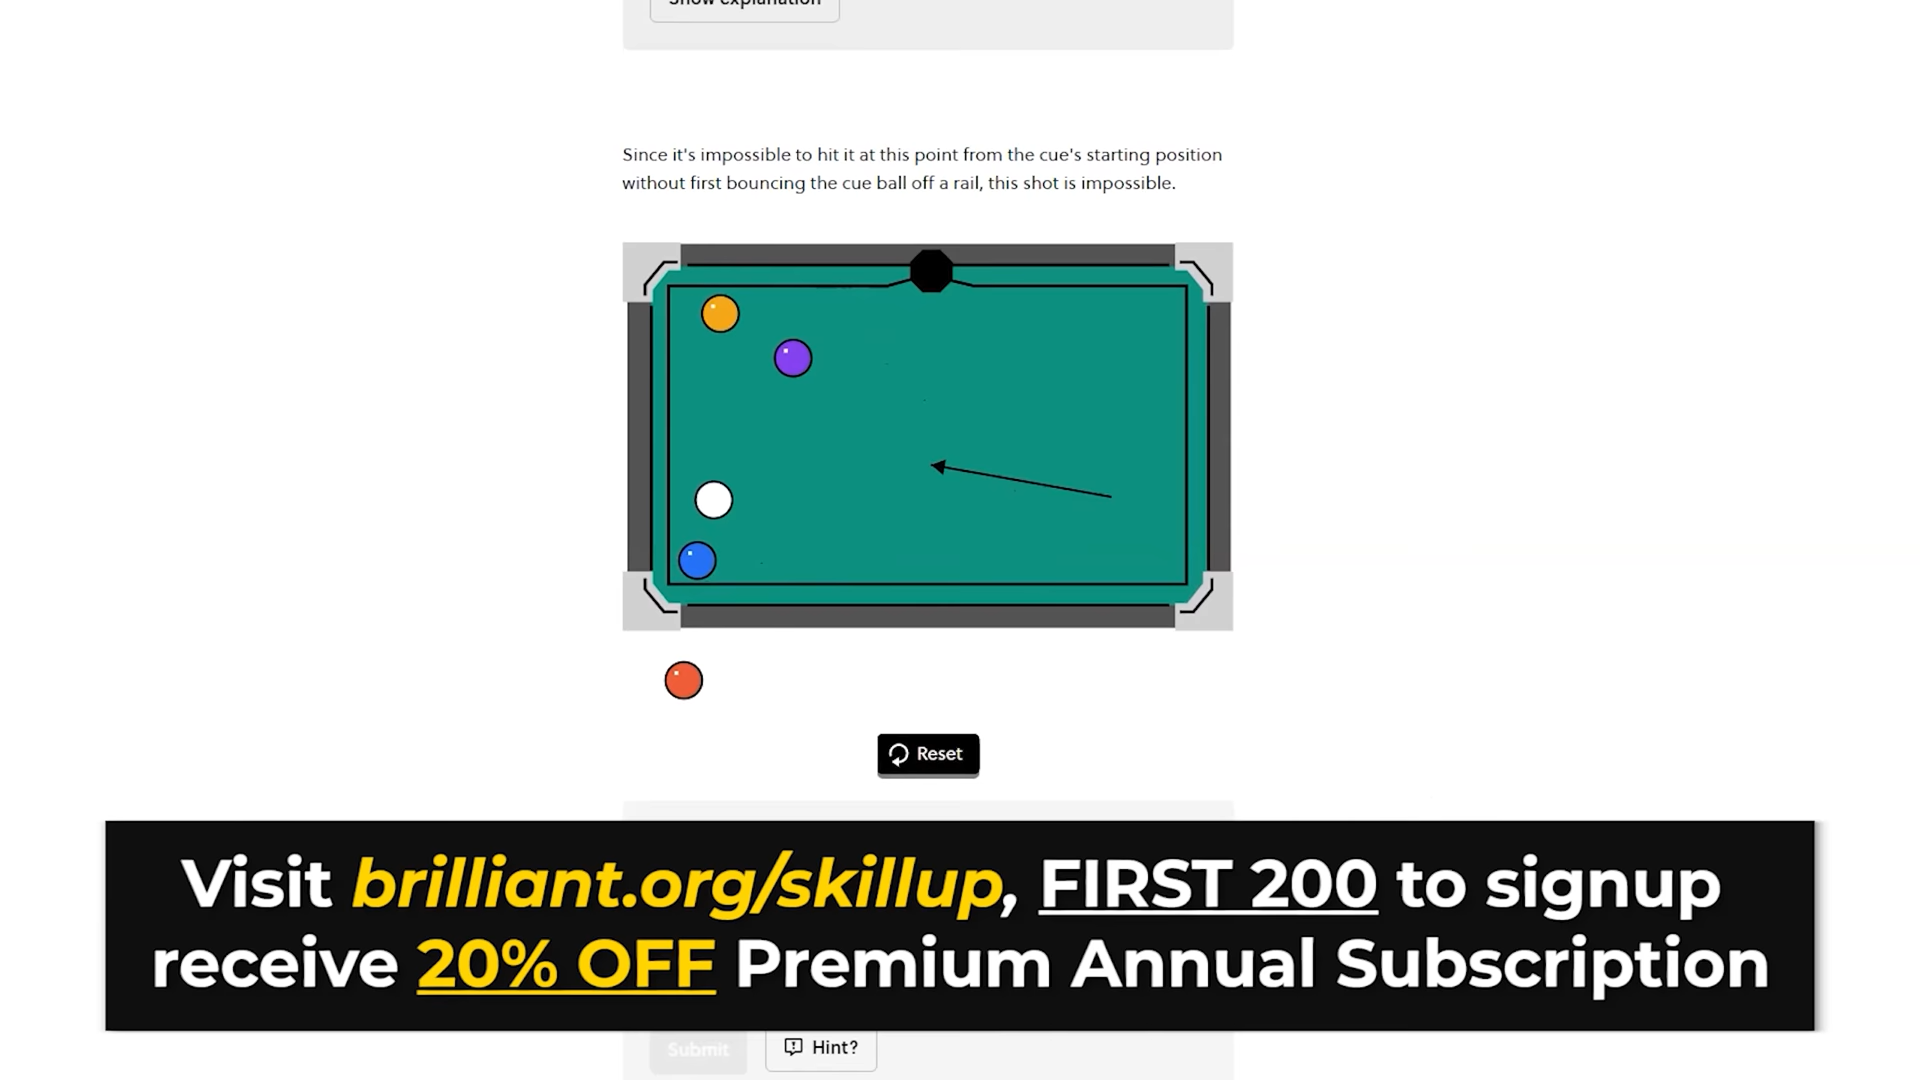 Show explanation
Since it's impossible to hit it at this point from the cue's starting position
without first bouncing the cue ball off a rail, this shot is impossible.
Reset
Visit brilliant.org/skillup, FIRST 200 to signup
receive 20% OFF Premium Annual Subscription
Submit
Hint?